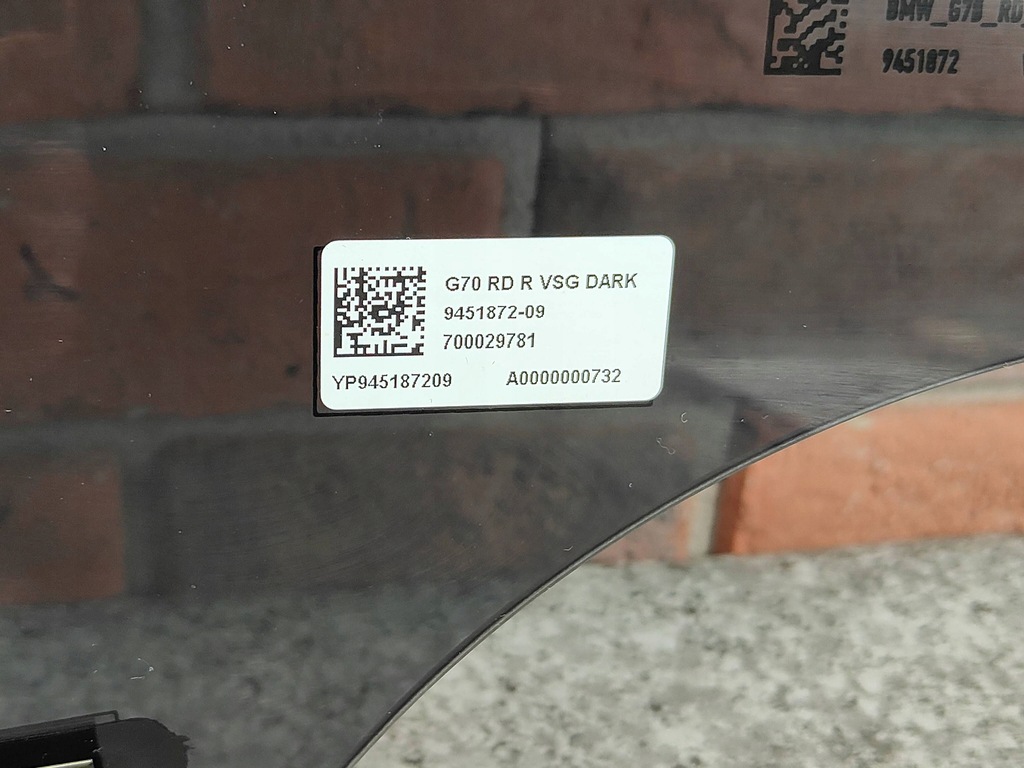 BMW_G70_RD
9451872
G70 RD R VSG DARK
9451872-09
700029781
YP945187209 A0000000732